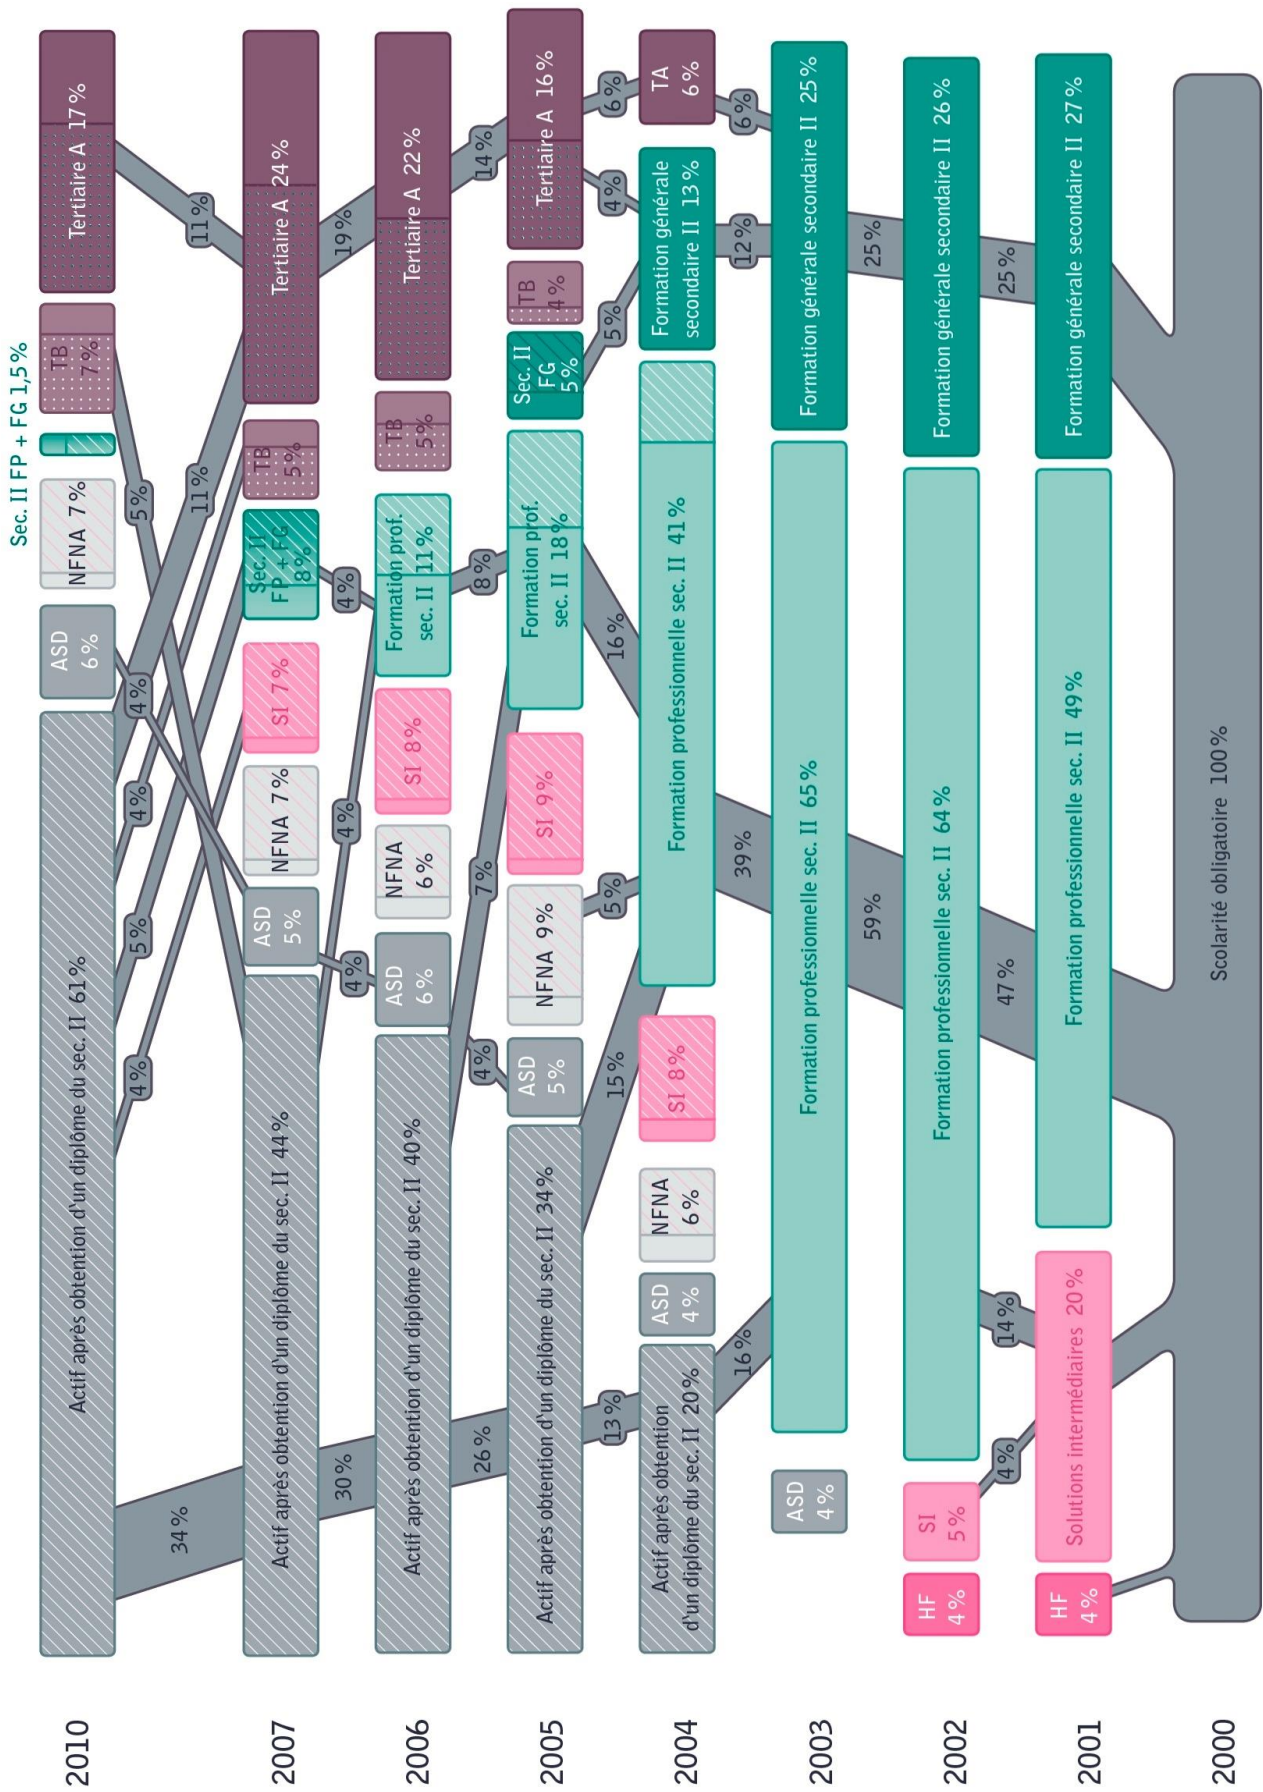 Sec. II FP + FG 1,5 %
2010
Actif après obtention d'un diplôme du sec. II 61 %
ASD
6 %
NFNA 7 %
TB
7 %
Tertiaire A 17 %
34 %
4 %
5 %
4 %
4 %
5 %
11 %
11 %
2007
Actif après obtention d'un diplôme du sec. II 44 %
ASD
5 %
NFNA 7 %
SI 7 %
Sec. II
FP + FG
8 %
TB
5 %
Tertiaire A 24 %
30 %
4 %
4 %
4 %
19 %
2006
Actif après obtention d'un diplôme du sec. II 40 %
ASD
6 %
NFNA
6 %
SI 8 %
Formation prof.
sec. II 11 %
TB
5 %
Tertiaire A 22 %
26 %
4 %
7 %
8 %
14 %
2005
Actif après obtention d'un diplôme du sec. II 34 %
ASD
5 %
NFNA 9 %
SI 9 %
Formation prof.
sec. II 18 %
Sec. II
FG
5 %
TB
4 %
Tertiaire A 16 %
13 %
15 %
5 %
16 %
5 %
4 %
6 %
2004
Actif après obtention
d'un diplôme du sec. II 20 %
ASD
4 %
NFNA
6 %
SI 8 %
Formation professionnelle sec. II 41 %
Formation générale
secondaire II 13 %
TA
6 %
16 %
39 %
12 %
6 %
2003
ASD
4 %
Formation professionnelle sec. II 65 %
Formation générale secondaire II 25 %
59 %
25 %
2002
HF
4 %
SI
5 %
Formation professionnelle sec. II 64 %
Formation générale secondaire II 26 %
4 %
14 %
47 %
25 %
2001
HF
4 %
Solutions intermédiaires 20 %
Formation professionnelle sec. II 49 %
Formation générale secondaire II 27 %
2000
Scolarité obligatoire 100 %